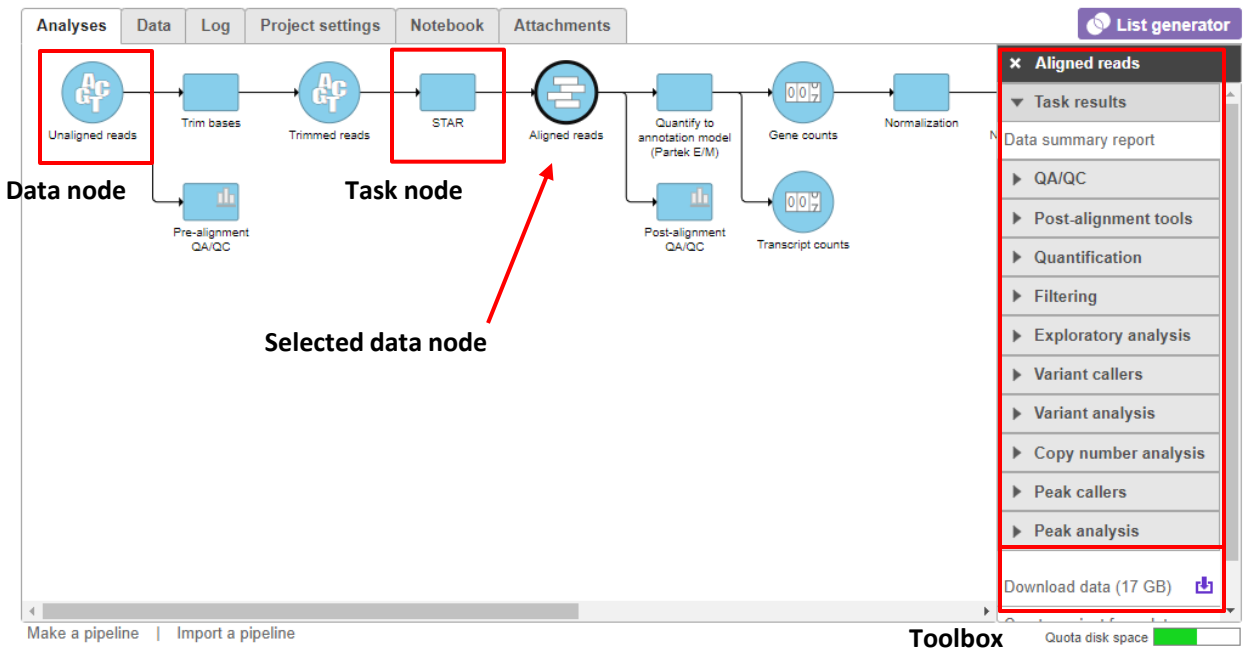 Analyses
Data
Log
Project settings
Notebook
Attachments
List generator
Unaligned reads
Trim bases
Trimmed reads
STAR
Aligned reads
Quantify to
annotation model
(Partek E/M)
Gene counts
Normalization
N
Data node
Task node
Pre-alignment
QA/QC
Post-alignment
QA/QC
Transcript counts
Selected data node
Aligned reads
Task results
Data summary report
QA/QC
Post-alignment tools
Quantification
Filtering
Exploratory analysis
Variant callers
Variant analysis
Copy number analysis
Peak callers
Peak analysis
Download data (17 GB)
Make a pipeline | Import a pipeline
Toolbox
Quota disk space